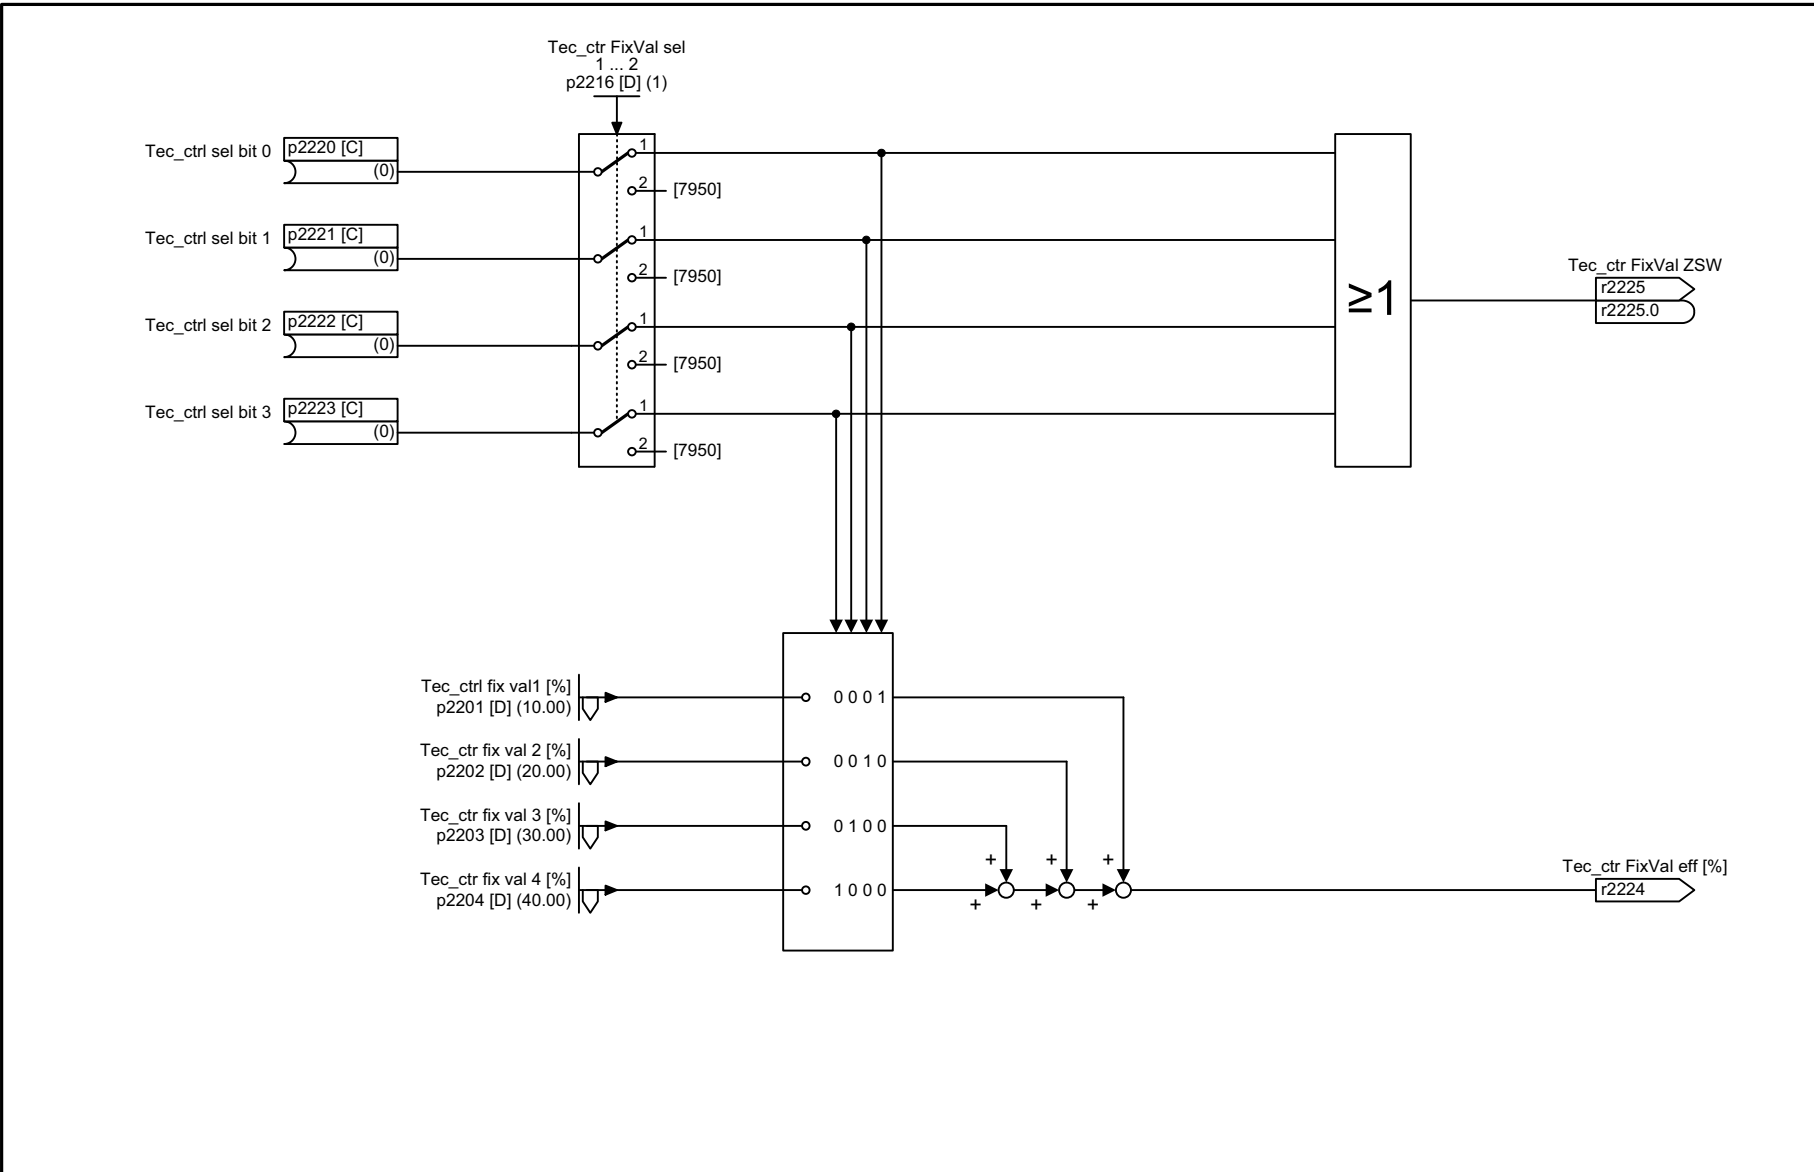 Tec_ctr FixVal sel
1 ... 2
p2216 [D] (1)
Tec_ctrl sel bit 0
p2220 [C]
(0)
1
2
[7950]
Tec_ctrl sel bit 1
p2221 [C]
(0)
1
2
[7950]
Tec_ctrl sel bit 2
p2222 [C]
(0)
1
2
[7950]
Tec_ctrl sel bit 3
p2223 [C]
(0)
1
2
[7950]
≥1
Tec_ctr FixVal ZSW
r2225
r2225.0
Tec_ctrl fix val1 [%]
p2201 [D] (10.00)
0 0 0 1
Tec_ctr fix val 2 [%]
p2202 [D] (20.00)
0 0 1 0
Tec_ctr fix val 3 [%]
p2203 [D] (30.00)
0 1 0 0
Tec_ctr fix val 4 [%]
p2204 [D] (40.00)
1 0 0 0
+
+
+
+
+
+
Tec_ctr FixVal eff [%]
r2224